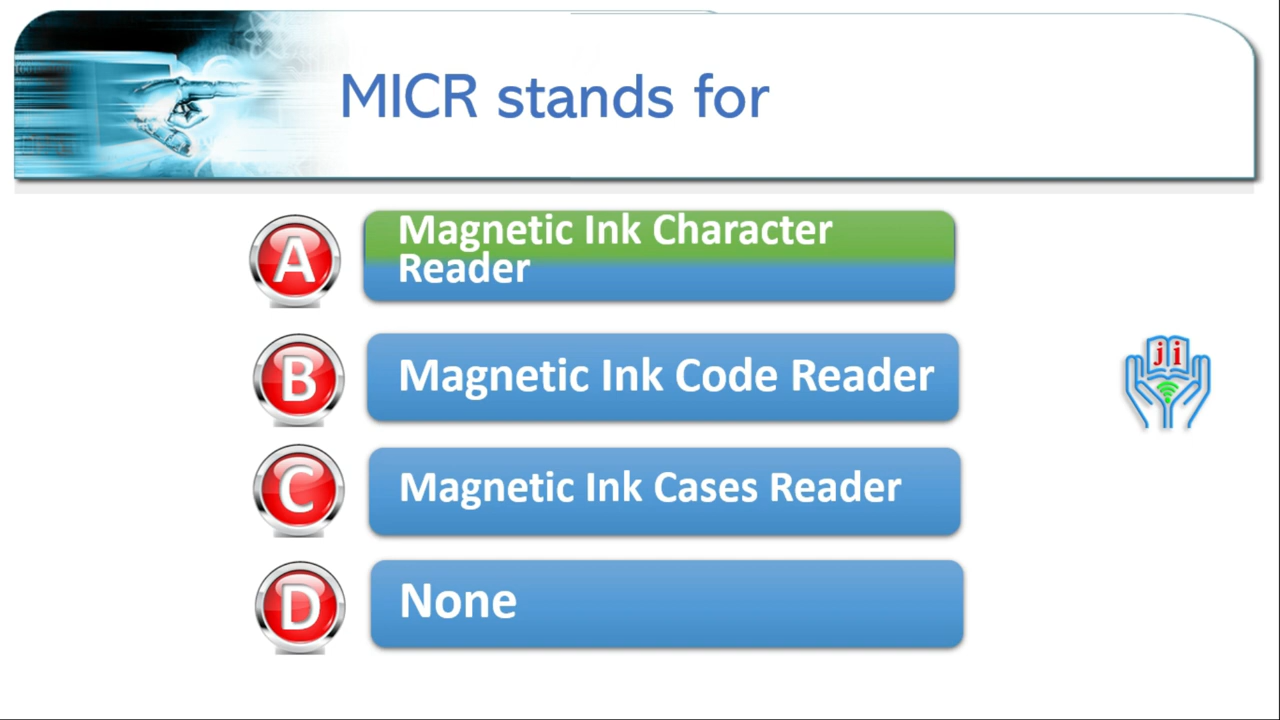 MICR stands for
A
Magnetic Ink Character
Reader
B
Magnetic Ink Code Reader
ji
C
Magnetic Ink Cases Reader
D
None